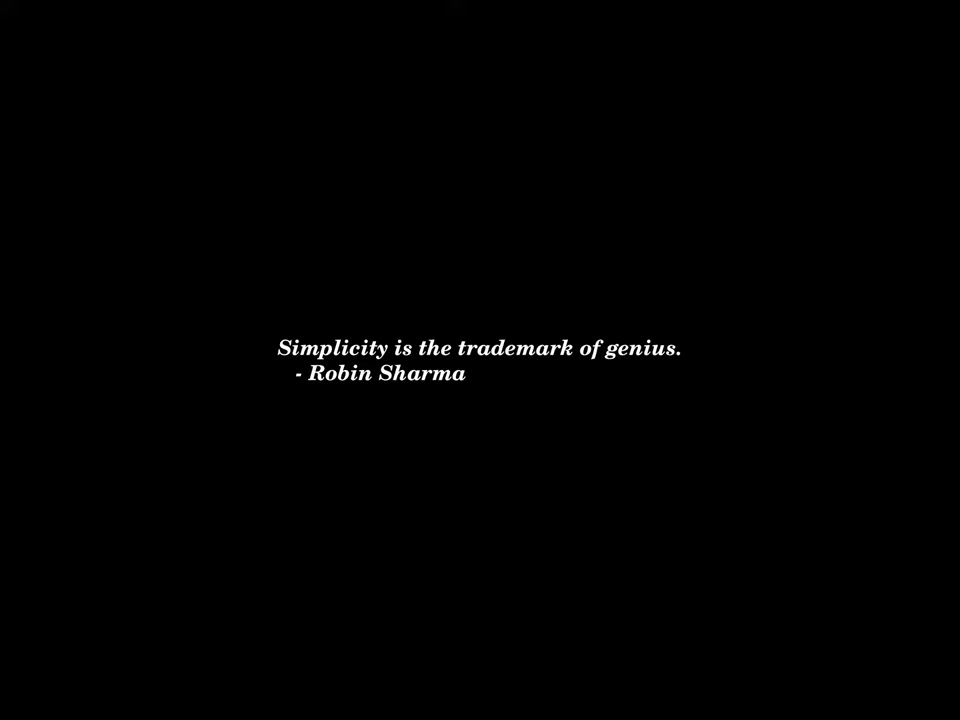 Simplicity is the trademark of genius.
- Robin Sharma